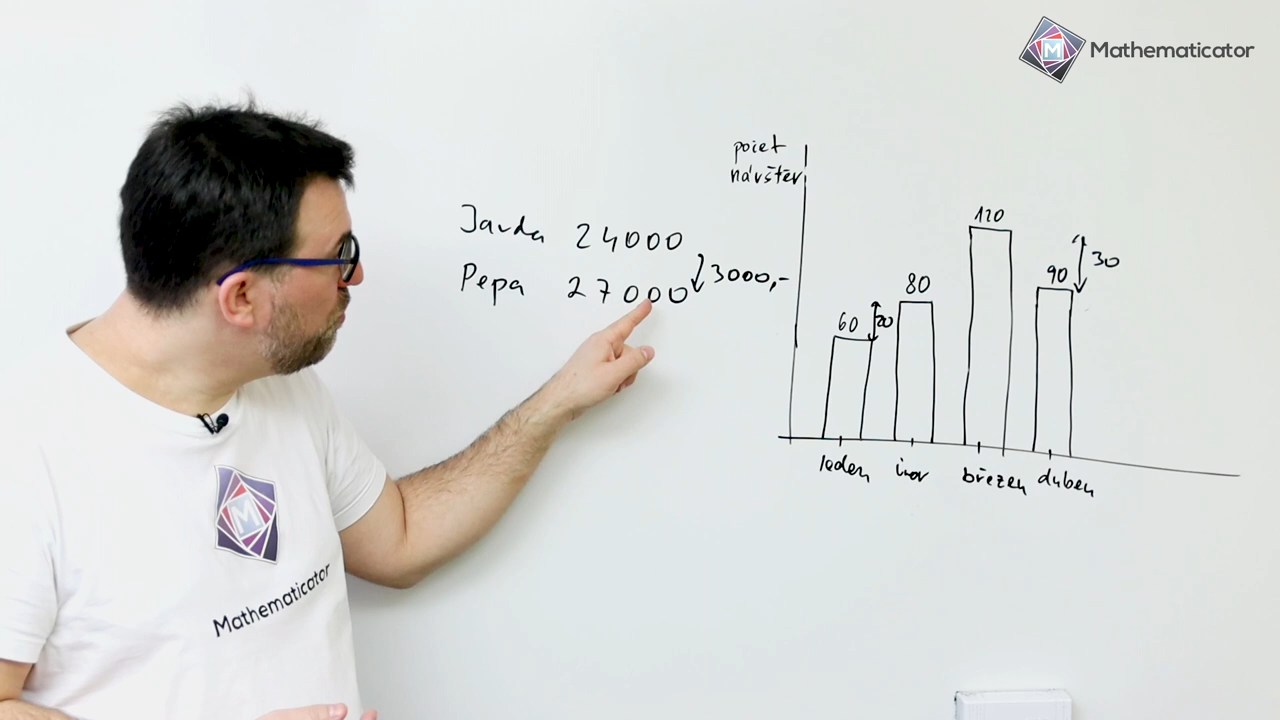 Mathematicator
počet
návštěv
Jarda 24000
Pepa 27000
3000,-
120
30
90
80
60
20
leden únor březen duben
M
Mathematicator